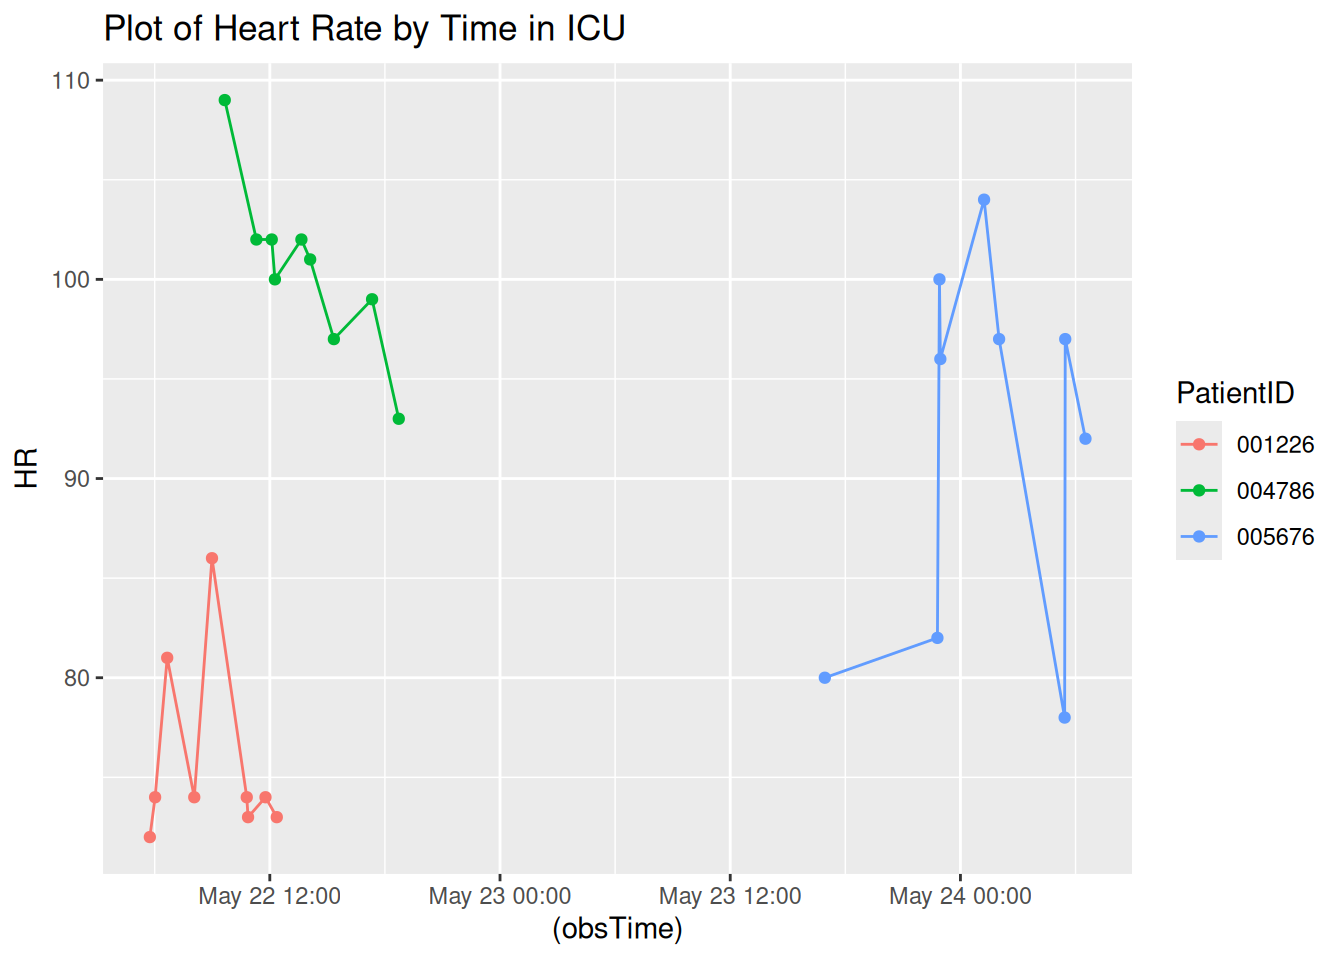 Plot of Heart Rate by Time in ICU
110
100
90
80
HR
May 22 12:00
May 23 00:00
May 23 12:00
May 24 00:00
(obsTime)
PatientID
001226
004786
005676